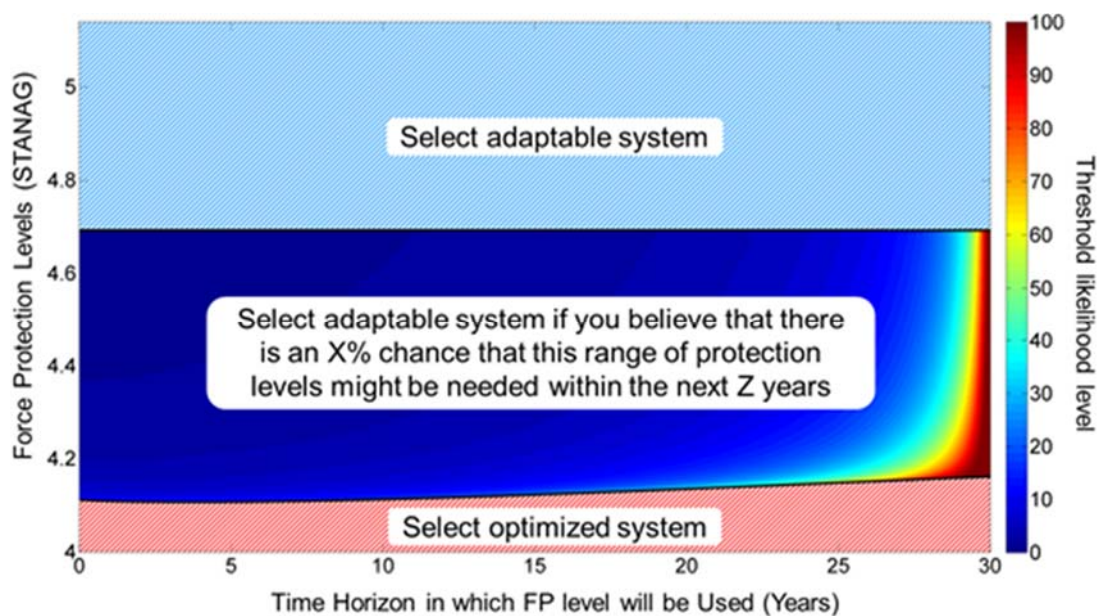 Force Protection Levels (STANAG)
5
4.8
4.6
4.4
4.2
4
Select adaptable system
Select adaptable system if you believe that there
is an X% chance that this range of protection
levels might be needed within the next Z years
Select optimized system
0 5 10 15 20 25 30
Time Horizon in which FP level will be Used (Years)
100
90
80
70
60
50
40
30
20
10
0
Threshold likelihood level